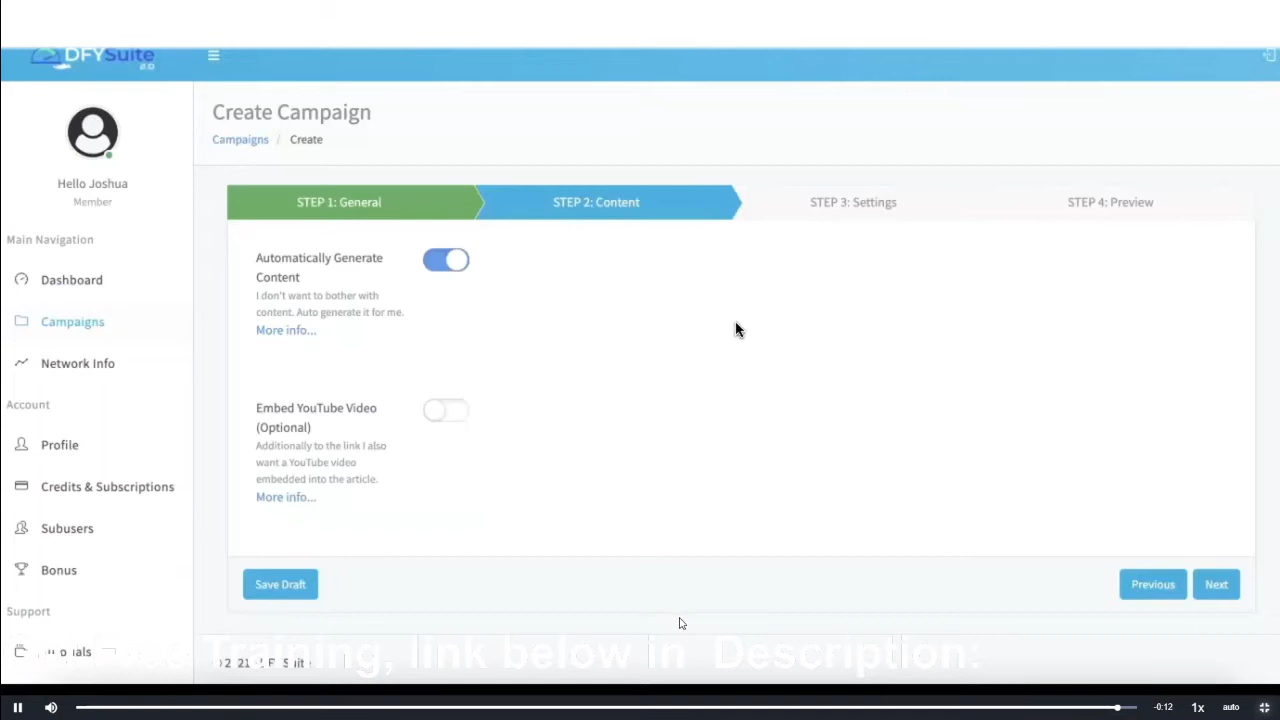 DFYSuite
2.0
Create Campaign
Campaigns / Create
Hello Joshua
Member
STEP 1: General
STEP 2: Content
STEP 3: Settings
STEP 4: Preview
Main Navigation
Dashboard
Campaigns
Network Info
Account
Profile
Credits & Subscriptions
Subusers
Bonus
Support
Automatically Generate
Content
I don't want to bother with
content. Auto generate it for me.
More info...
Embed YouTube Video
(Optional)
Additionally to the link I also
want a YouTube video
embedded into the article.
More info...
Save Draft
Previous
Next
Training, link below in Description:
-0:12
1x
auto